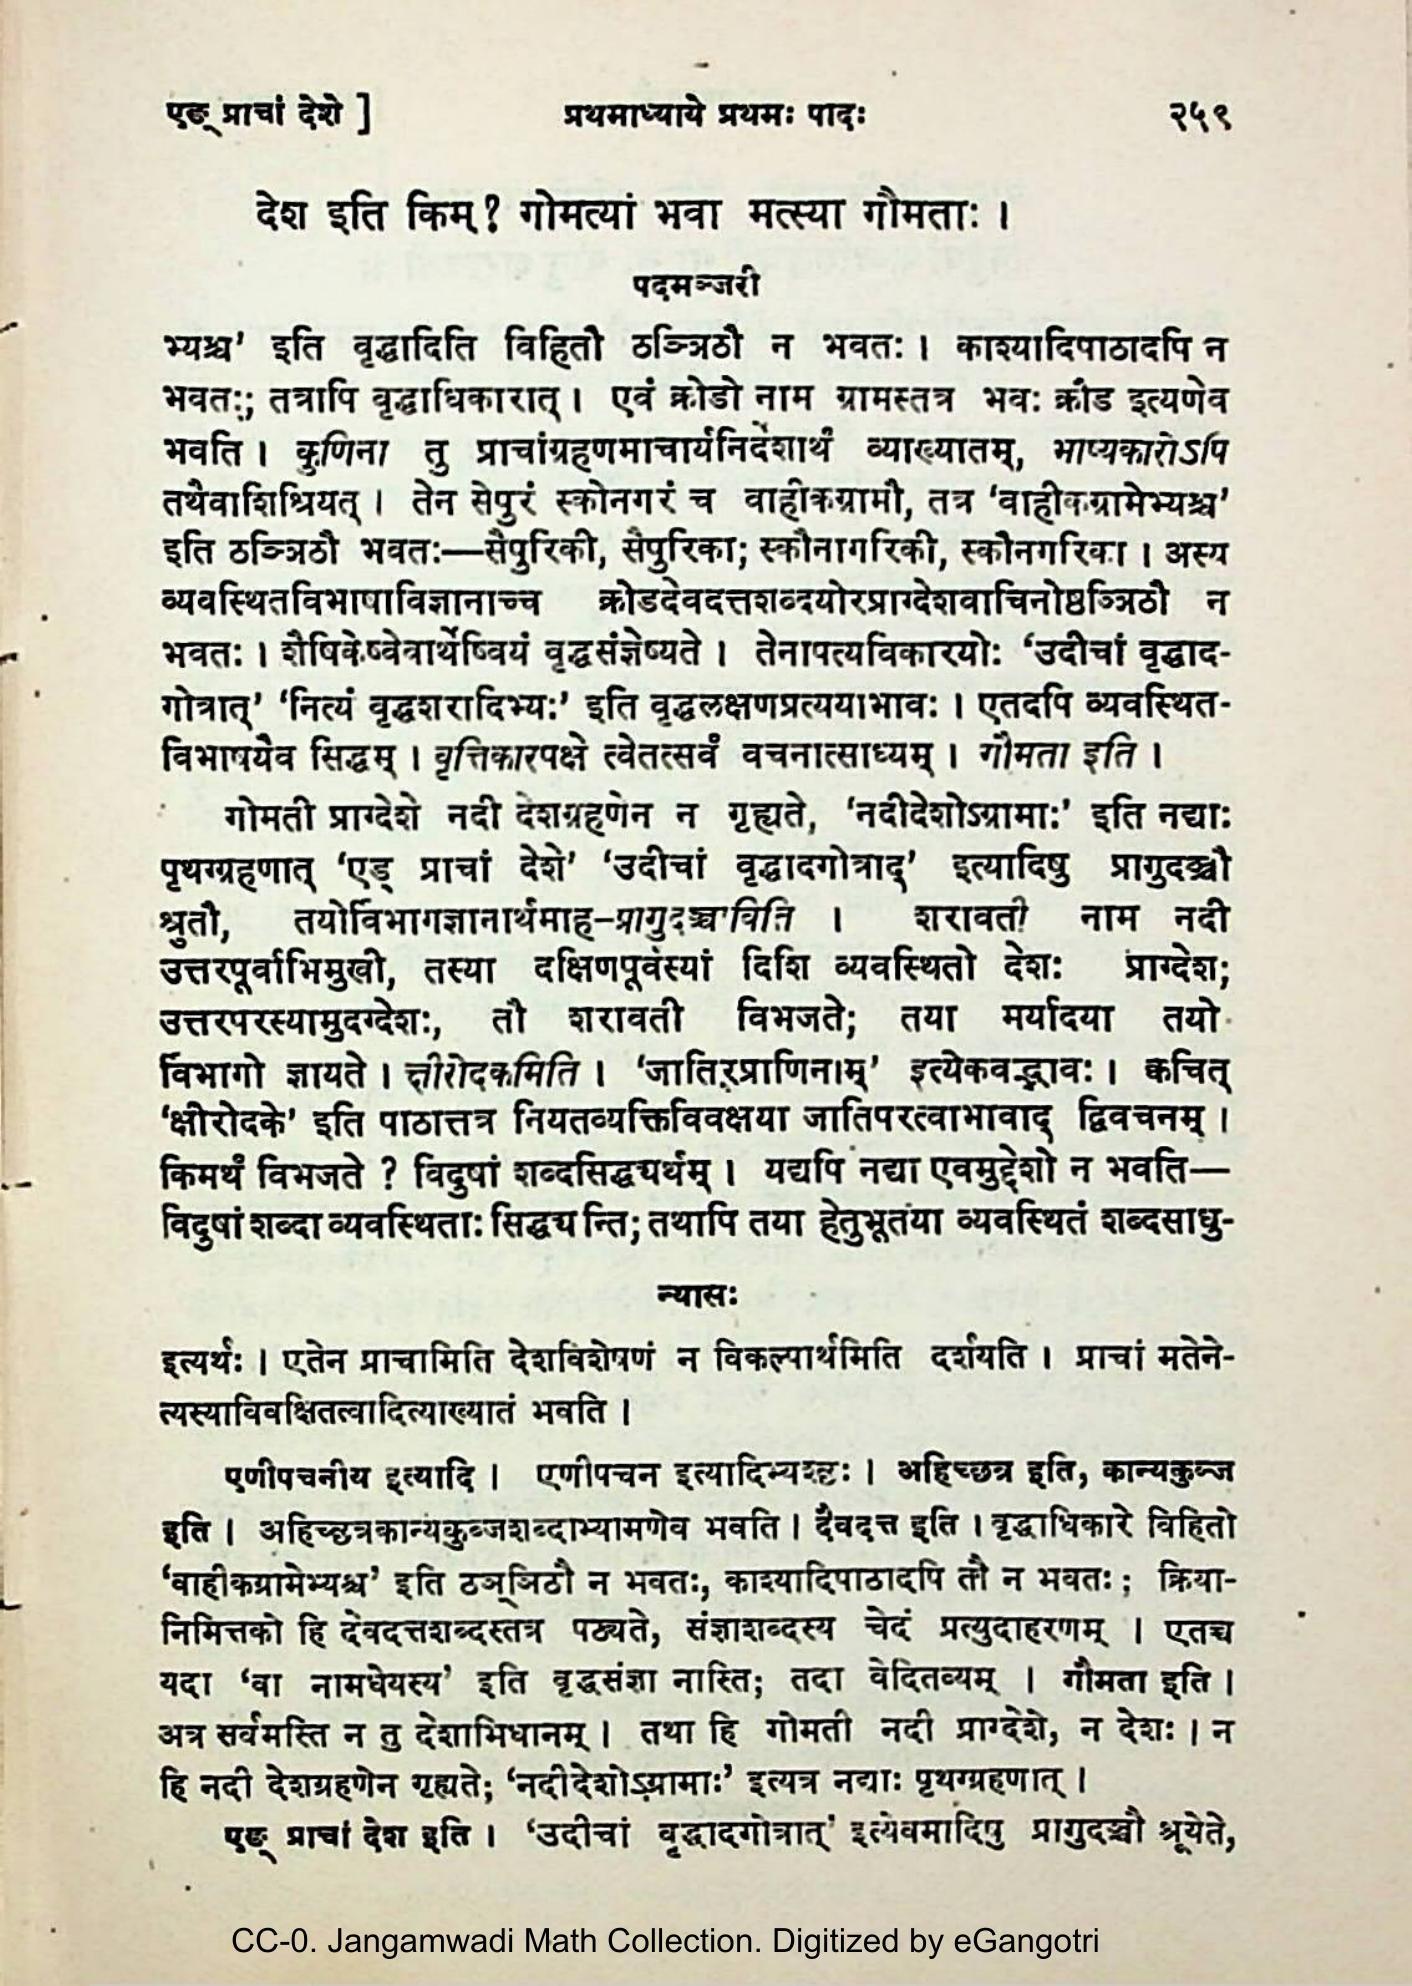 एङ् प्राचां देशे ] प्रथमाध्याये प्रथमः पादः २५९
देश इति किम्? गोमत्यां भवा मत्स्या गौमताः ।
पदमञ्जरी
भ्यश्च’ इति वृद्धादिति विहितौ ठञ्ञिठौ न भवतः । काश्यादिपाठादपि न
भवतः; तत्रापि वृद्धाधिकारात् । एवं क्रोडो नाम ग्रामस्तत्र भवः क्रौड इत्यणेव
भवति । कुणिना तु प्राचांग्रहणमाचार्यनिर्देशार्थं व्याख्यातम्, भाष्यकारोऽपि
तथैवाशिश्रियत् । तेन सेपुरं स्कोनगरं च वाहीकग्रामौ, तत्र ‘वाहीकग्रामेभ्यश्च’
इति ठञ्ञिठौ भवतः—सैपुरिकी, सैपुरिका; स्कौनागरिकी, स्कौनगरिका । अस्य
व्यवस्थितविभाषाविज्ञानाच्च क्रोडदेवदत्तशब्दयोरप्राग्देशवाचिनोष्ठञ्ञिठौ न
भवतः । शैषिकेष्वेवार्थेष्वियं वृद्धसंज्ञेष्यते । तेनापत्यविकारयोः ‘उदीचां वृद्धाद-
गोत्रात्’ ‘नित्यं वृद्धशरादिभ्यः’ इति वृद्धलक्षणप्रत्ययाभावः । एतदपि व्यवस्थित-
विभाषयैव सिद्धम् । वृत्तिकारपक्षे त्वेतत्सर्वं वचनात्साध्यम् । गौमता इति ।
गोमती प्राग्देशे नदी देशग्रहणेन न गृह्यते, ‘नदीदेशोऽग्रामाः’ इति नद्याः
पृथग्ग्रहणात् ‘एड् प्राचां देशे’ ‘उदीचां वृद्धादगोत्राद्’ इत्यादिषु प्रागुदञ्चौ
श्रुतौ, तयोर्विभागज्ञानार्थमाह–प्रागुदञ्चाविति । शरावती नाम नदी
उत्तरपूर्वाभिमुखी, तस्या दक्षिणपूर्वस्यां दिशि व्यवस्थितो देशः प्राग्देश;
उत्तरपरस्यामुदग्देशः, तौ शरावती विभजते; तया मर्यादया तयो
र्विभागो ज्ञायते । क्षीरोदकमिति । ‘जातिरप्राणिनाम्’ इत्येकवद्भावः । क्वचित्
‘क्षीरोदके’ इति पाठात्तत्र नियतव्यक्तिविवक्षया जातिपरत्वाभावाद् द्विवचनम् ।
किमर्थं विभजते ? विदुषां शब्दसिद्ध्यर्थम् । यद्यपि नद्या एवमुद्देशो न भवति—
विदुषां शब्दा व्यवस्थिताः सिद्ध्यन्ति; तथापि तया हेतुभूतया व्यवस्थितं शब्दसाधु-
न्यासः
इत्यर्थः । एतेन प्राचामिति देशविशेषणं न विकल्पार्थमिति दर्शयति । प्राचां मतेने-
त्यस्याविवक्षितत्वादित्याख्यातं भवति ।
एणीपचनीय इत्यादि । एणीपचन इत्यादिभ्यश्छः । अहिच्छत्र इति, कान्यकुब्ज
इति । अहिच्छत्रकान्यकुब्जशब्दाभ्यामणेव भवति । दैवदत्त इति । वृद्धाधिकारे विहितो
‘वाहीकग्रामेभ्यश्च’ इति ठञ्ञिठौ न भवतः, काश्यादिपाठादपि तौ न भवतः ; क्रिया-
निमित्तको हि देवदत्तशब्दस्तत्र पठ्यते, संज्ञाशब्दस्य चेदं प्रत्युदाहरणम् । एतच्च
यदा ‘वा नामधेयस्य’ इति वृद्धसंज्ञा नास्ति; तदा वेदितव्यम् । गौमता इति ।
अत्र सर्वमस्ति न तु देशाभिधानम् । तथा हि गोमती नदी प्राग्देशे, न देशः । न
हि नदी देशग्रहणेन गृह्यते; ‘नदीदेशोऽग्रामाः’ इत्यत्र नद्याः पृथग्ग्रहणात् ।
एङ् प्राचां देश इति । ‘उदीचां वृद्धादगोत्रात्’ इत्येवमादिषु प्रागुदञ्चौ श्रूयेते,
CC-0. Jangamwadi Math Collection. Digitized by eGangotri